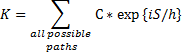 K = ∑ C * exp {iS/h}
all possible
paths